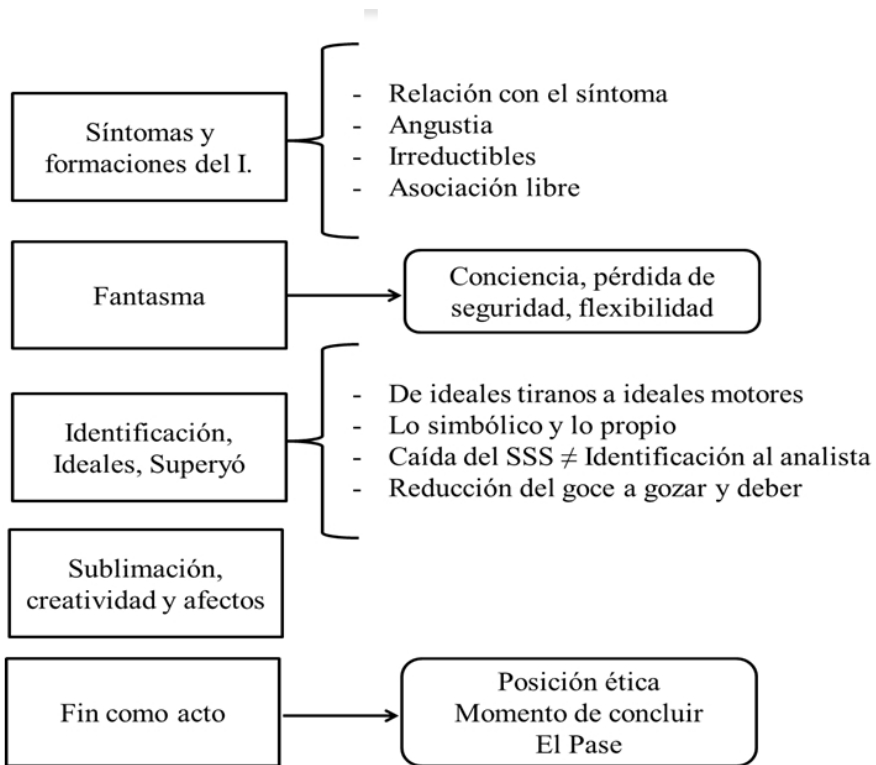 Síntomas y
formaciones del I.
- Relación con el síntoma
- Angustia
- Irreductibles
- Asociación libre
Fantasma
Conciencia, pérdida de
seguridad, flexibilidad
Identificación,
Ideales, Superyó
- De ideales tiranos a ideales motores
- Lo simbólico y lo propio
- Caída del SSS ≠ Identificación al analista
- Reducción del goce a gozar y deber
Sublimación,
creatividad y afectos
Fin como acto
Posición ética
Momento de concluir
El Pase